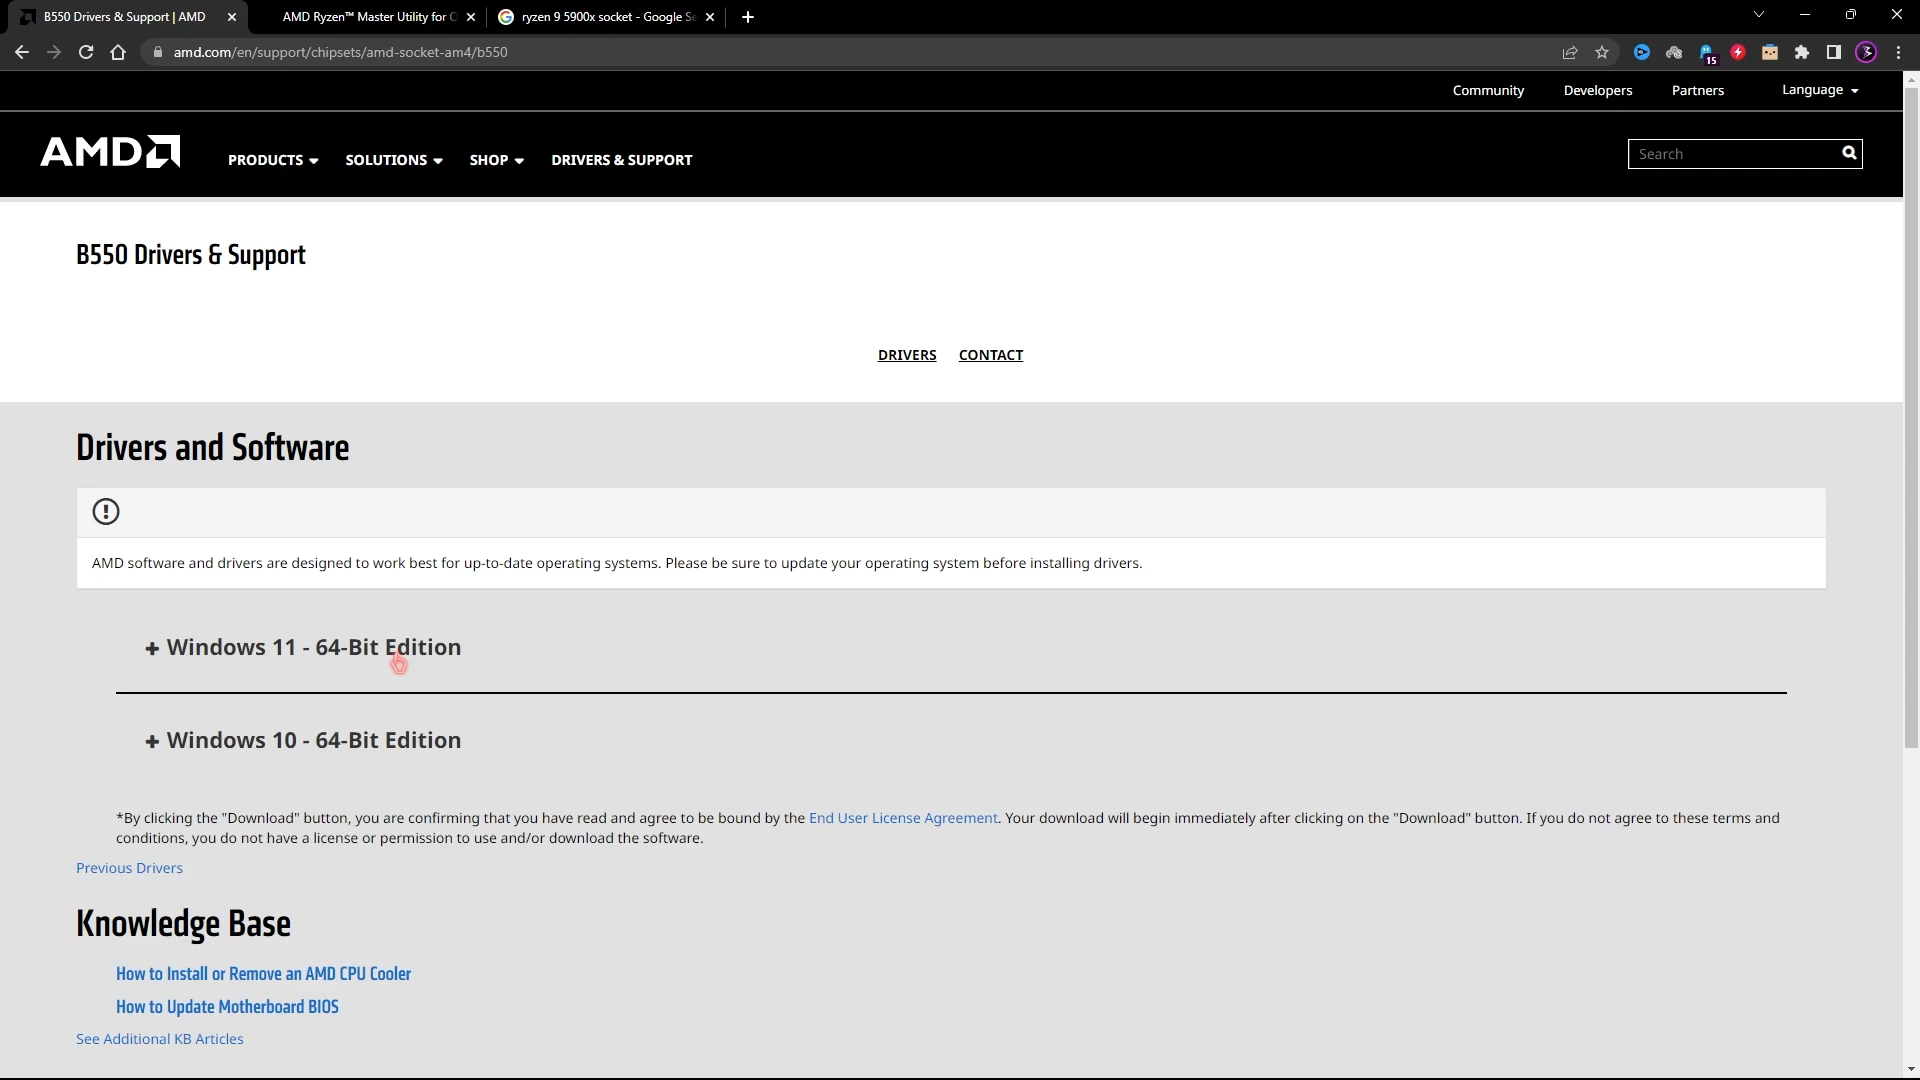 B550 Drivers & Support | AMD
AMD Ryzen™ Master Utility for O
ryzen 9 5900x socket - Google Se
amd.com/en/support/chipsets/amd-socket-am4/b550
15
Community Developers Partners Language
AMD
PRODUCTS SOLUTIONS SHOP DRIVERS & SUPPORT
Search
B550 Drivers & Support
DRIVERS CONTACT
Drivers and Software
AMD software and drivers are designed to work best for up-to-date operating systems. Please be sure to update your operating system before installing drivers.
+ Windows 11 - 64-Bit Edition
+ Windows 10 - 64-Bit Edition
*By clicking the "Download" button, you are confirming that you have read and agree to be bound by the End User License Agreement. Your download will begin immediately after clicking on the "Download" button. If you do not agree to these terms and
conditions, you do not have a license or permission to use and/or download the software.
Previous Drivers
Knowledge Base
How to Install or Remove an AMD CPU Cooler
How to Update Motherboard BIOS
See Additional KB Articles